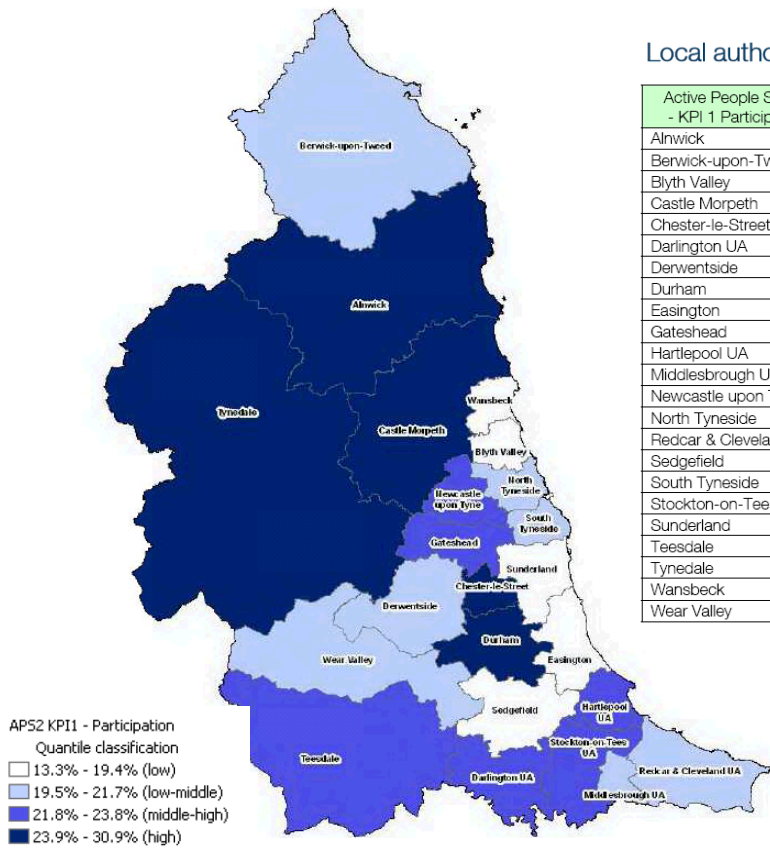 Local autho
Active People S
- KPI 1 Particip
Alnwick
Berwick-upon-Tw
Blyth Valley
Castle Morpeth
Chester-le-Street
Darlington UA
Derwentside
Durham
Easington
Gateshead
Hartlepool UA
Middlesbrough U
Newcastle upon T
North Tyneside
Redcar & Clevela
Sedgefield
South Tyneside
Stockton-on-Tee
Sunderland
Teesdale
Tynedale
Wansbeck
Wear Valley
Berwick-upon-Tweed
Alnwick
Tynedale
Castle Morpeth
Wansbeck
Blyth Valley
North
Tyneside
Newcastle
upon Tyne
South
Tyneside
Gateshead
Sunderland
Chester-le-Street
Derwentside
Durham
Easington
Wear Valley
Sedgefield
Hartlepool
UA
Stockton-on-Tees
UA
Teesdale
Darlington UA
Redcar & Cleveland UA
Middlesbrough UA
APS2 KPI1 - Participation
Quantile classification
13.3% - 19.4% (low)
19.5% - 21.7% (low-middle)
21.8% - 23.8% (middle-high)
23.9% - 30.9% (high)